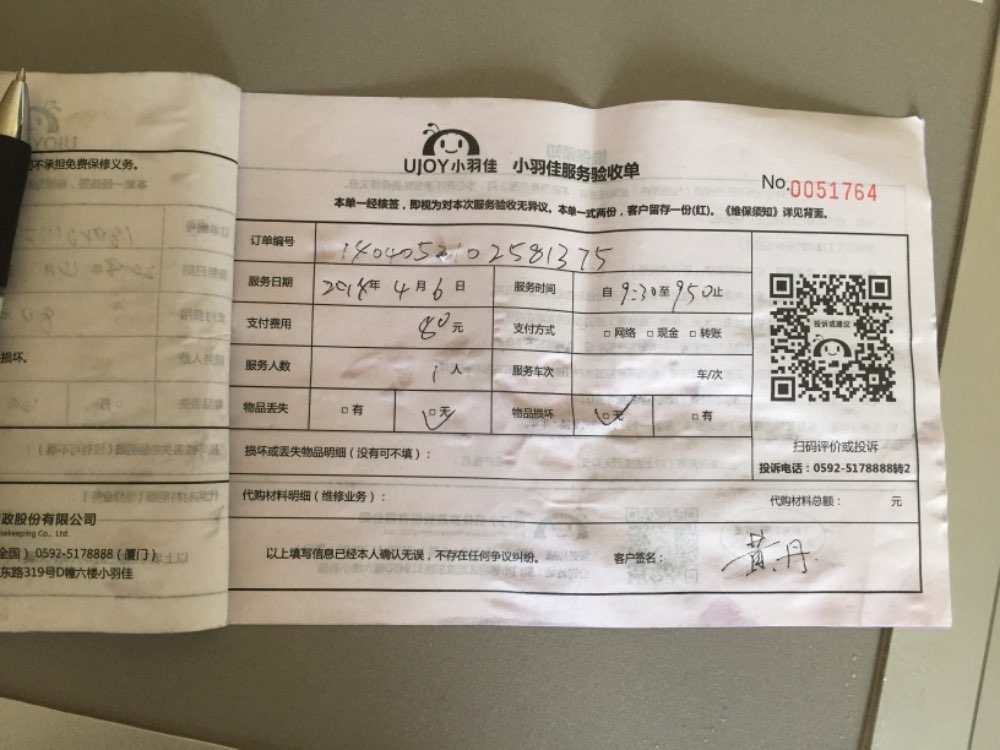 不承担免费保修义务。
损坏。
政股份有限公司
sekeeping Co., Ltd.
全国） 0592-5178888（厦门）
东路319号D幢六楼小羽佳
UJOY小羽佳 小羽佳服务验收单
No.0051764
本单一经核签，即视为对本次服务验收无异议。本单一式两份，客户留存一份(红)。《维保须知》详见背面。
订单编号 1404052102581375
服务日期 2014年 4月 6日 服务时间 自 9:30至 950止
支付费用 80元 支付方式 □网络 □现金 □转账
服务人数 1人 服务车次 车/次
物品丢失 □有 □无 物品损坏 □无 □有
损坏或丢失物品明细（没有可不填）：
投诉或建议
扫码评价或投诉
投诉电话：0592-5178888转2
代购材料明细（维修业务）： 代购材料总额： 元
以上填写信息已经本人确认无误，不存在任何争议纠纷。 客户签名： 黄丹